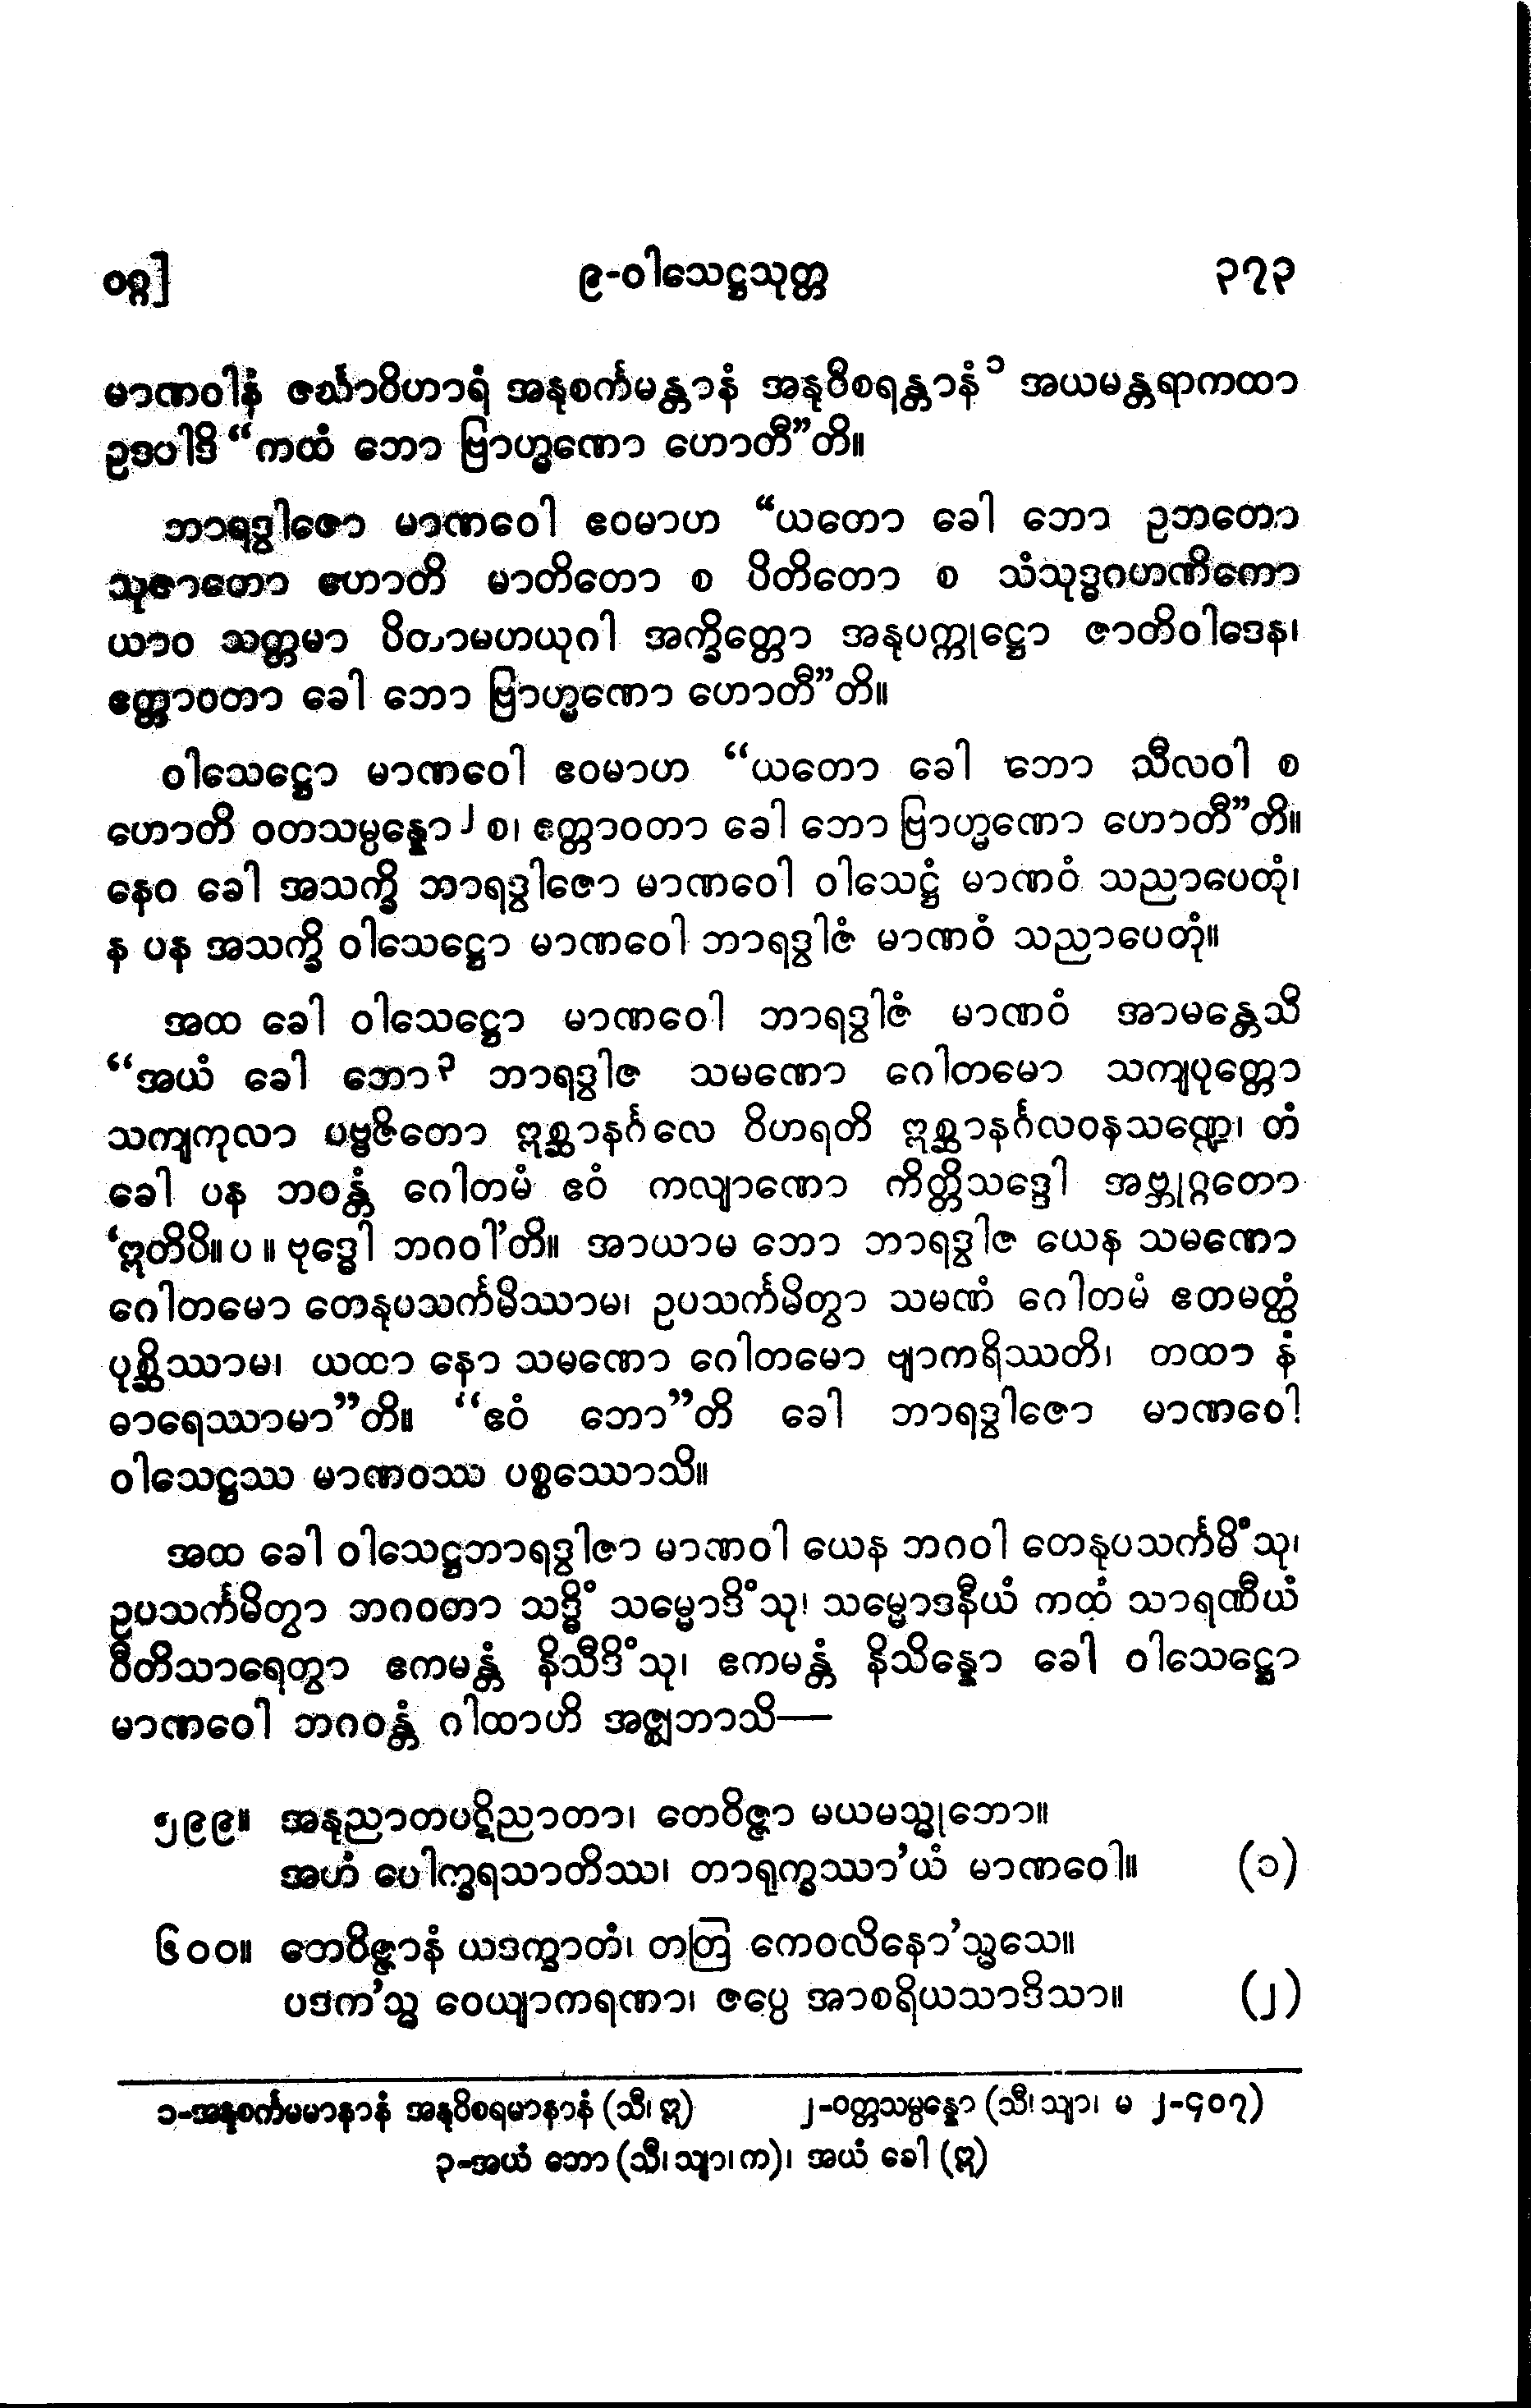 ဝဂ္ဂ]
၉-ဝါသေဋ္ဌသုတ္တ
၃၇၃
မာဏဝါနံ ဇင်္ဃာဝိဟာရံ အနုစင်္ကမန္တာနံ အနုဝိစရန္တာနံ၁ အယမန္တရာကထာ
ဥဒပါဒိ “ကထံ ဘော ဗြာဟ္မဏော ဟောတီ”တိ။
ဘာရဒွါဇော မာဏဝေါ ဧဝမာဟ “ယတော ခေါ ဘော ဥဘတော
သုဇာတော ဟောတိ မာတိတော စ ပိတိတော စ သံသုဒ္ဓဂဟဏိကော
ယာဝ သတ္တမာ ပိတာမဟယုဂါ အက္ခိတ္တော အနုပက္ကုဋ္ဌော ဇာတိဝါဒေန၊
ဧတ္တာဝတာ ခေါ ဘော ဗြာဟ္မဏော ဟောတီ”တိ။
ဝါသေဋ္ဌော မာဏဝေါ ဧဝမာဟ “ယတော ခေါ ဘော သီလဝါ စ
ဟောတိ ဝတသမ္ပန္နော၂ စ၊ ဧတ္တာဝတာ ခေါ ဘော ဗြာဟ္မဏော ဟောတီ”တိ။
နေဝ ခေါ အသက္ခိ ဘာရဒွါဇော မာဏဝေါ ဝါသေဋ္ဌံ မာဏဝံ သညာပေတုံ၊
န ပန အသက္ခိ ဝါသေဋ္ဌော မာဏဝေါ ဘာရဒွါဇံ မာဏဝံ သညာပေတုံ။
အထ ခေါ ဝါသေဋ္ဌော မာဏဝေါ ဘာရဒွါဇံ မာဏဝံ အာမန္တေသိ
“အယံ ခေါ ဘော၃ ဘာရဒွါဇ သမဏော ဂေါတမော သကျပုတ္တော
သကျကုလာ ပဗ္ဗဇိတော ဣစ္ဆာနင်္ဂလေ ဝိဟရတိ ဣစ္ဆာနင်္ဂလဝနသဏ္ဍေ၊ တံ
ခေါ ပန ဘဝန္တံ ဂေါတမံ ဧဝံ ကလျာဏော ကိတ္တိသဒ္ဒေါ အဗ္ဘုဂ္ဂတော
‘ဣတိပိ။ပ။ ဗုဒ္ဓေါ ဘဂဝါ’တိ။ အာယာမ ဘော ဘာရဒွါဇ ယေန သမဏော
ဂေါတမော တေနုပသင်္ကမိဿာမ၊ ဥပသင်္ကမိတွာ သမဏံ ဂေါတမံ ဧတမတ္ထံ
ပုစ္ဆိဿာမ၊ ယထာ နော သမဏော ဂေါတမော ဗျာကရိဿတိ၊ တထာ နံ
ဓာရေဿာမာ”တိ။ “ဧဝံ ဘော”တိ ခေါ ဘာရဒွါဇော မာဏဝေါ
ဝါသေဋ္ဌဿ မာဏဝဿ ပစ္စဿောသိ။
အထ ခေါ ဝါသေဋ္ဌဘာရဒွါဇာ မာဏဝါ ယေန ဘဂဝါ တေနုပသင်္ကမိံသု၊
ဥပသင်္ကမိတွာ ဘဂဝတာ သဒ္ဓိံ သမ္မောဒိံသု၊ သမ္မောဒနီယံ ကထံ သာရဏီယံ
ဝီတိသာရေတွာ ဧကမန္တံ နိသီဒိံသု၊ ဧကမန္တံ နိသိန္နော ခေါ ဝါသေဋ္ဌော
မာဏဝေါ ဘဂဝန္တံ ဂါထာဟိ အဇ္ဈဘာသိ—
၅၉၉။ အနုညာတပဋိညာတာ၊ တေဝိဇ္ဇာ မယမသ္မုဘော။
အဟံ ပေါက္ခရသာတိဿ၊ တာရုက္ခဿာ’ယံ မာဏဝေါ။ (၁)
၆၀၀။ တေဝိဇ္ဇာနံ ယဒက္ခာတံ၊ တတြ ကေဝလိနော’သ္မသေ။
ပဒက’သ္မ ဝေယျာကရဏာ၊ ဇပ္ပေ အာစရိယသာဒိသာ။ (၂)
၁-အနုစင်္ကမမာနာနံ အနုဝိစရမာနာနံ (သီ၊ ဣ) ၂-ဝတ္တသမ္ပန္နော (သီ၊ သျာ၊ မ ၂-၄၀၇)
၃-အယံ ဘော (သီ၊ သျာ၊ က)၊ အယံ ခေါ (ဣ)